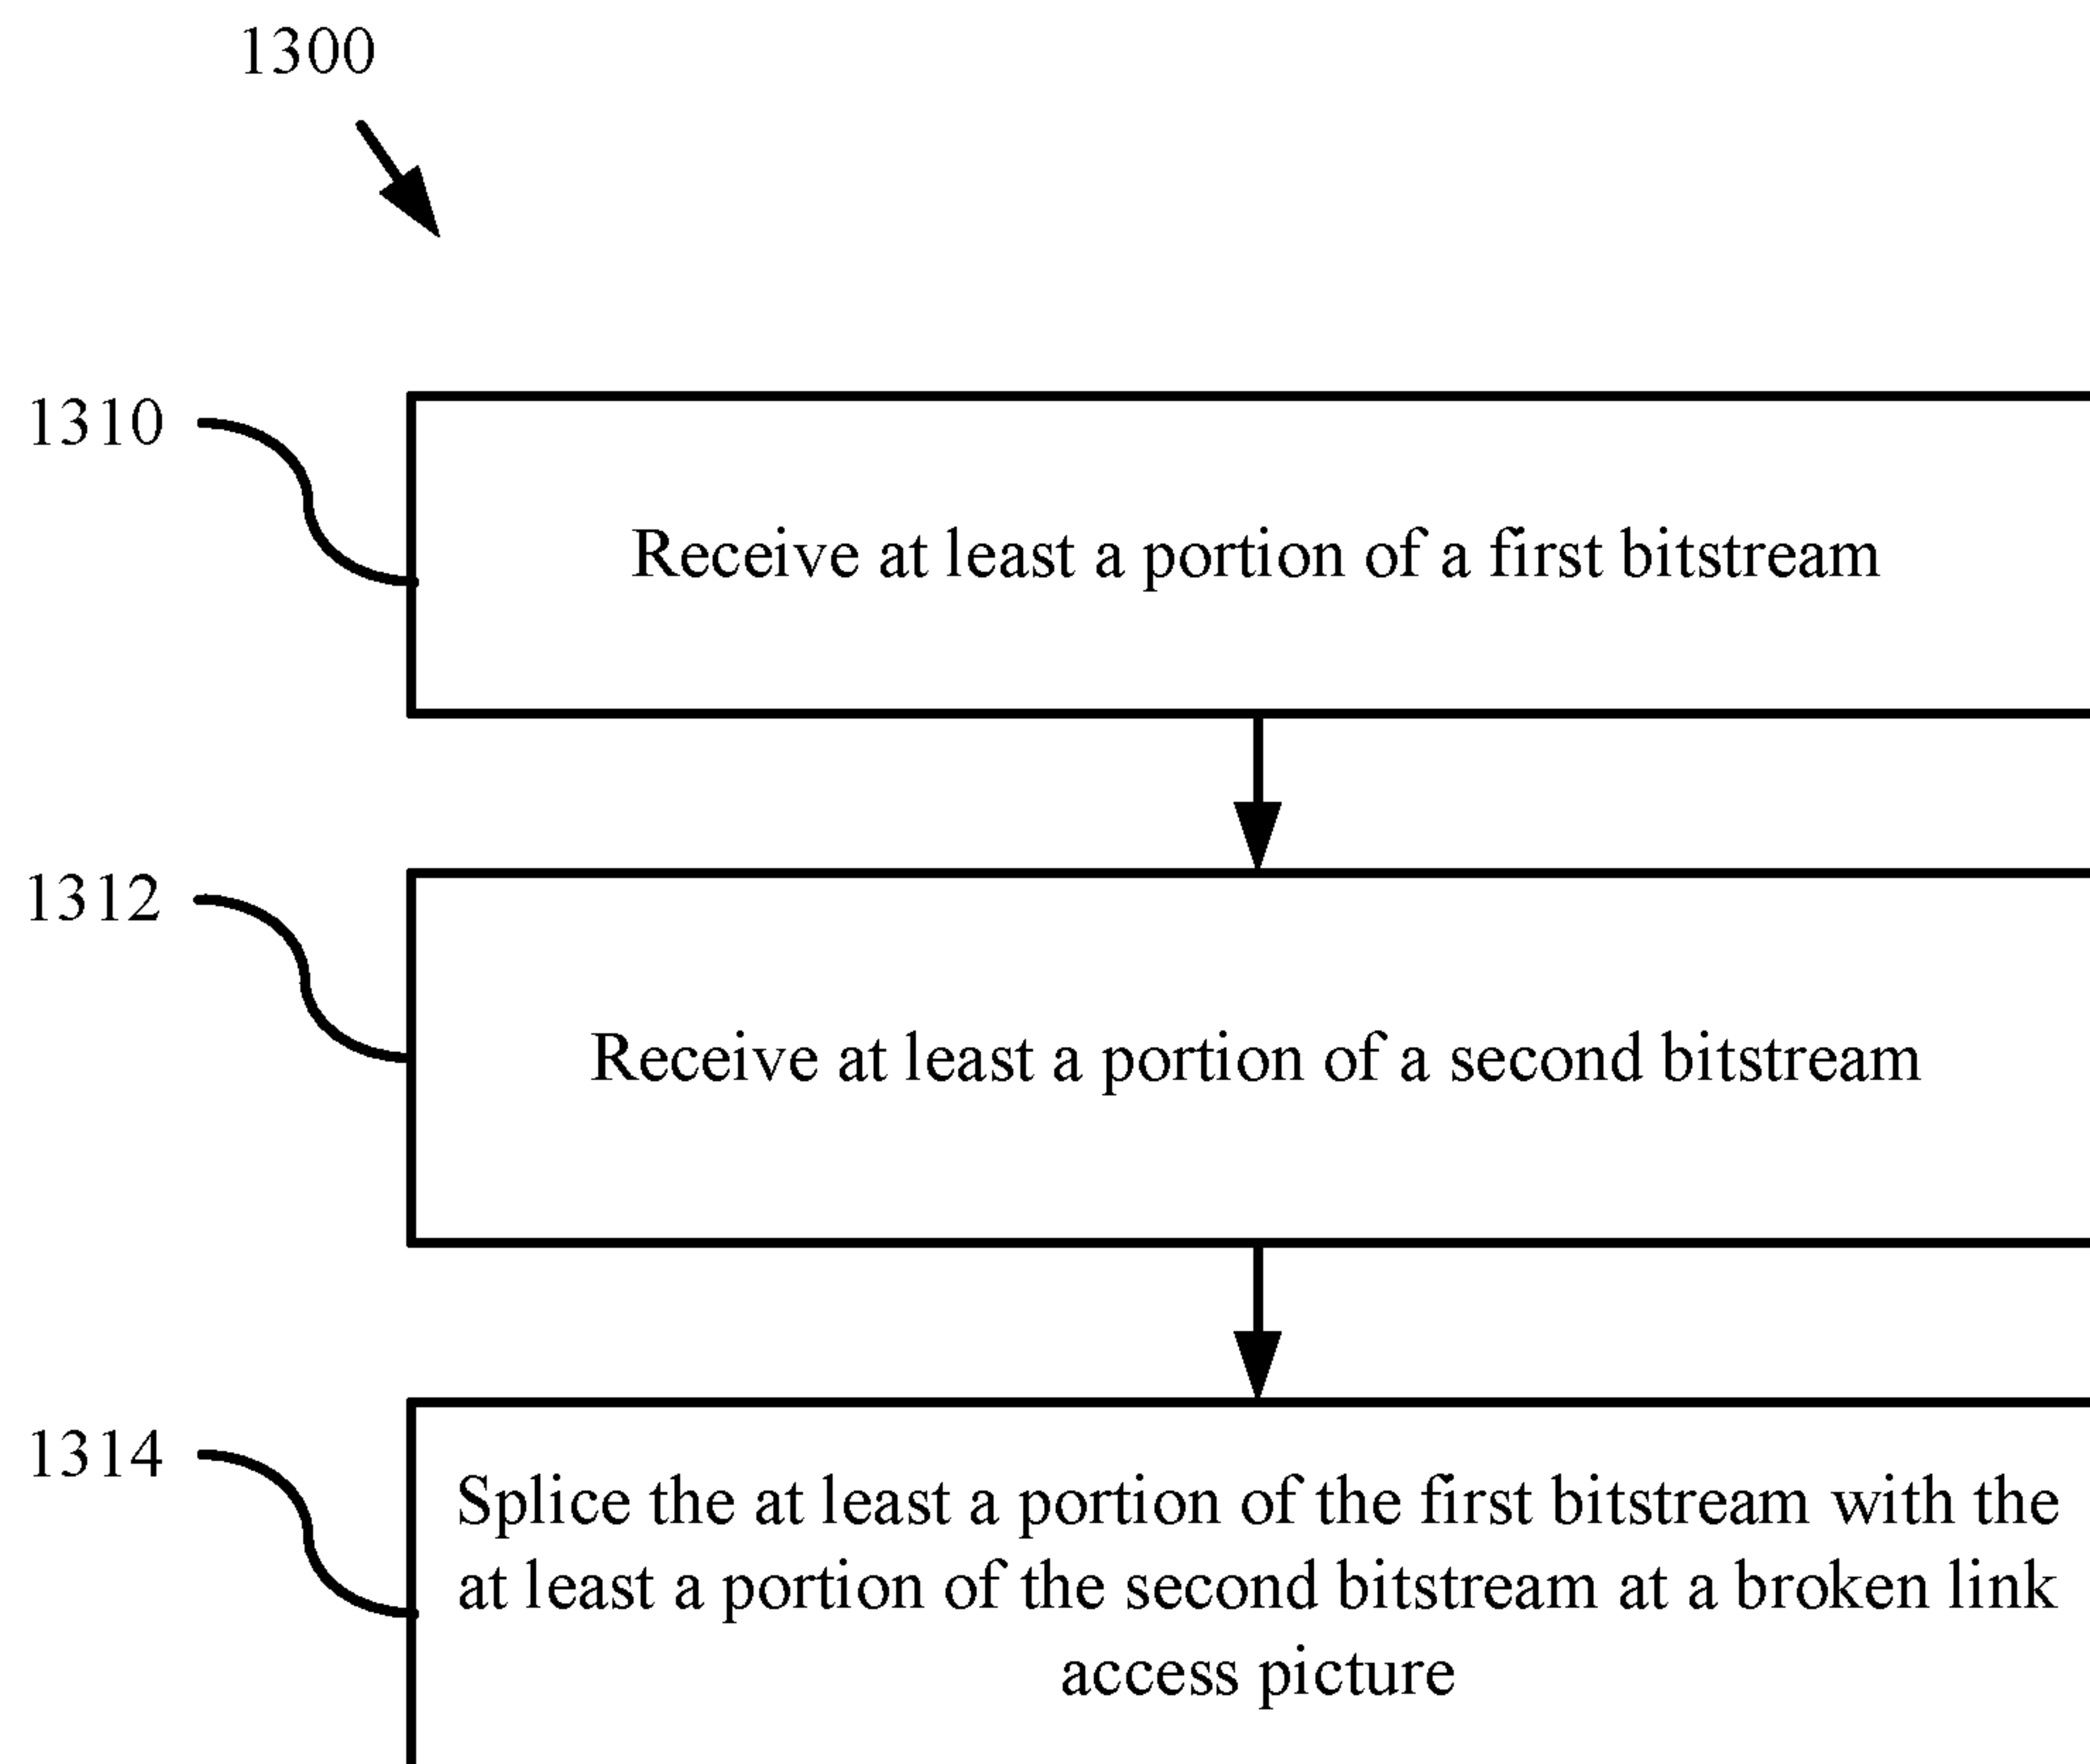 1300
1310
Receive at least a portion of a first bitstream
1312
Receive at least a portion of a second bitstream
1314
Splice the at least a portion of the first bitstream with the
at least a portion of the second bitstream at a broken link
access picture